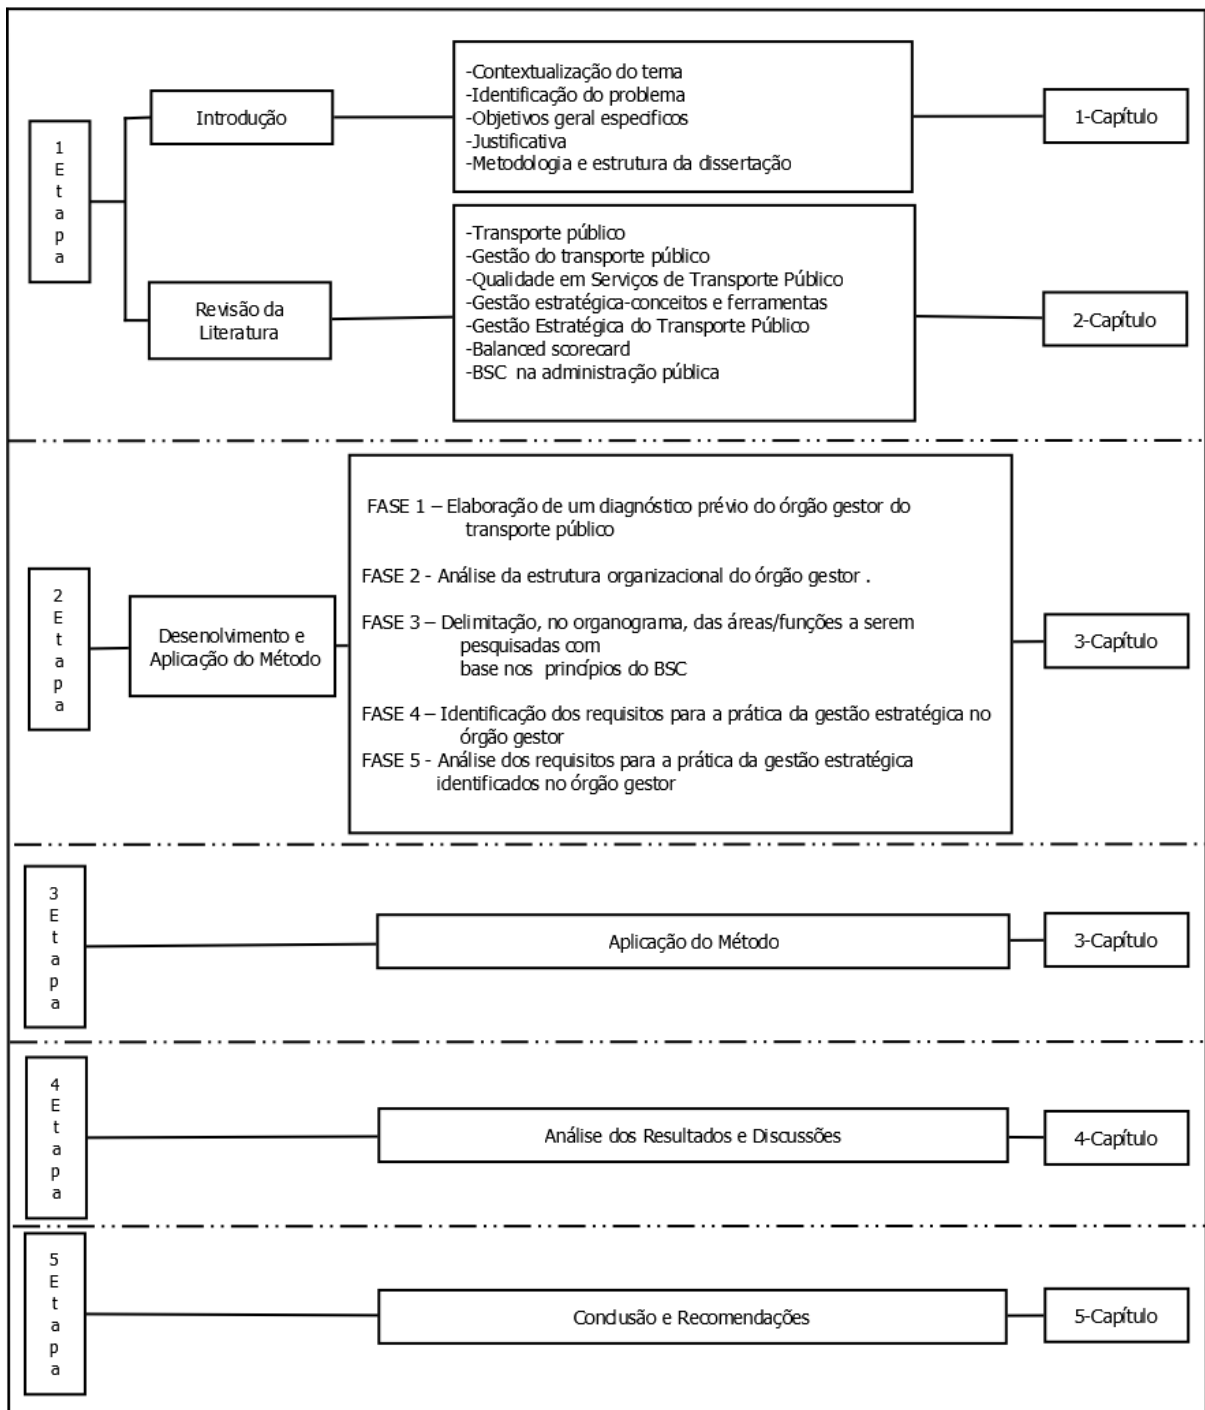 1
E
t
a
p
a
Introdução
-Contextualização do tema
-Identificação do problema
-Objetivos geral especificos
-Justificativa
-Metodologia e estrutura da dissertação
1-Capítulo
Revisão da
Literatura
-Transporte público
-Gestão do transporte público
-Qualidade em Serviços de Transporte Público
-Gestão estratégica-conceitos e ferramentas
-Gestão Estratégica do Transporte Público
-Balanced scorecard
-BSC na administração pública
2-Capítulo
2
E
t
a
p
a
Desenolvimento e
Aplicação do Método
FASE 1 – Elaboração de um diagnóstico prévio do órgão gestor do
transporte público
FASE 2 - Análise da estrutura organizacional do órgão gestor .
FASE 3 – Delimitação, no organograma, das áreas/funções a serem
pesquisadas com
base nos princípios do BSC
FASE 4 – Identificação dos requisitos para a prática da gestão estratégica no
órgão gestor
FASE 5 - Análise dos requisitos para a prática da gestão estratégica
identificados no órgão gestor
3-Capítulo
3
E
t
a
p
a
Aplicação do Método
3-Capítulo
4
E
t
a
p
a
Análise dos Resultados e Discussões
4-Capítulo
5
E
t
a
p
a
Conclusão e Recomendações
5-Capítulo